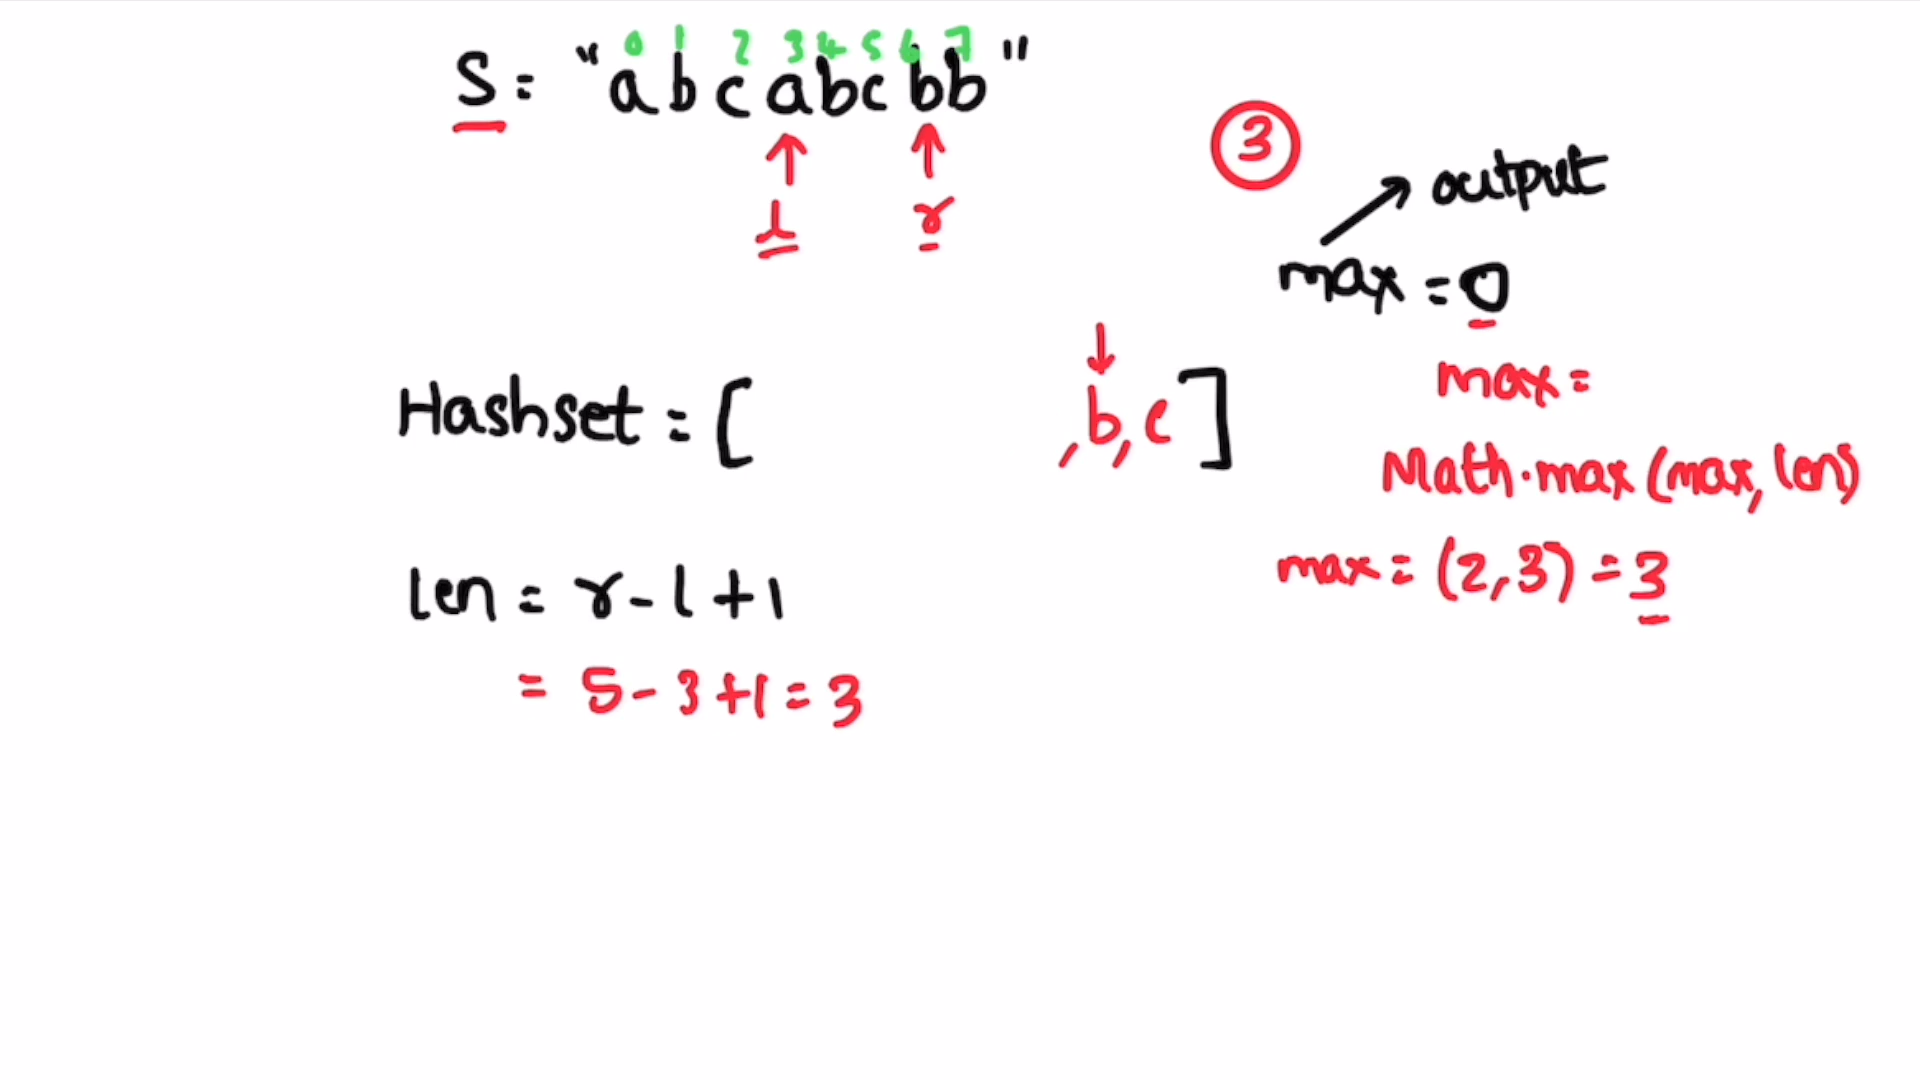 0 1 2 3 4 5 6 7
S = "abcabcbb"
l r
3
output
max = 0
Hashset = [ , b, c ]
max =
Math.max (max, len)
max = (2, 3) = 3
len = r - l + 1
= 5 - 3 + 1 = 3